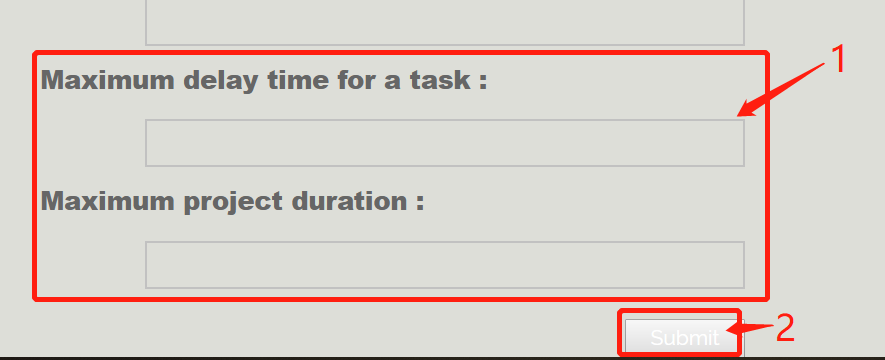 1
Maximum delay time for a task :
Maximum project duration :
Submit
2